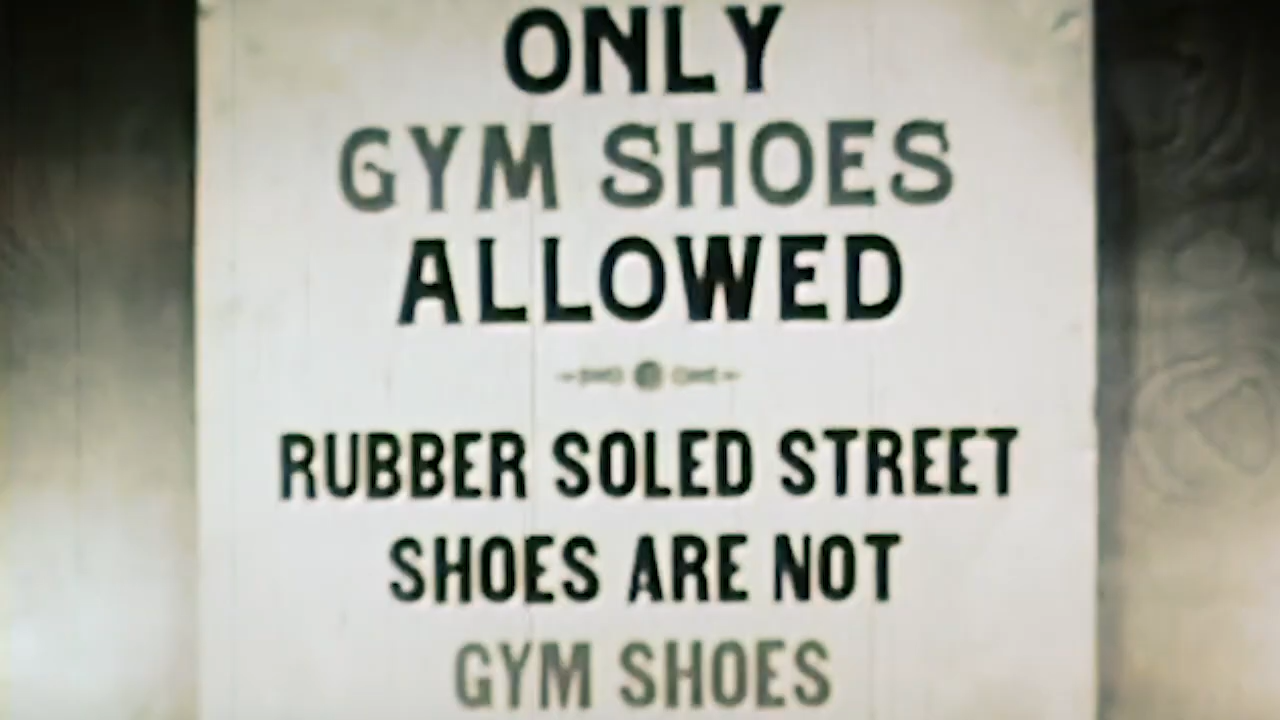 ONLY
GYM SHOES
ALLOWED
RUBBER SOLED STREET
SHOES ARE NOT
GYM SHOES